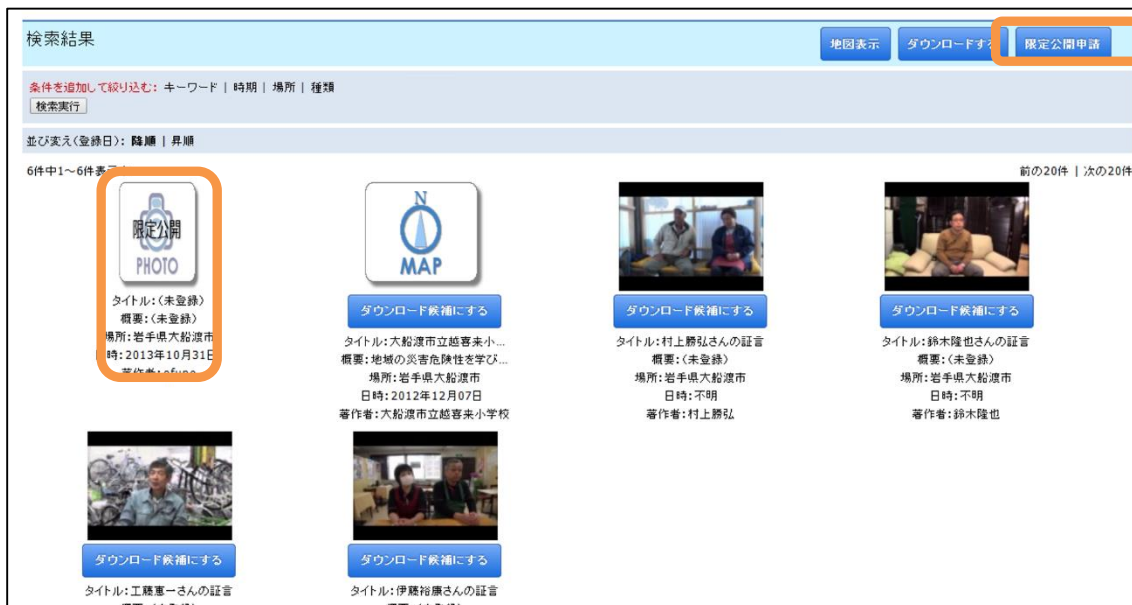 検索結果
地図表示
ダウンロードする
限定公開申請
条件を追加して絞り込む: キーワード | 時期 | 場所 | 種類
検索実行
並び変え(登録日): 降順 | 昇順
6件中1~6件表示
前の20件 | 次の20件
限定公開
PHOTO
タイトル:(未登録)
概要:(未登録)
場所:岩手県大船渡市
日時:2013年10月31日
著作者:ofuna
N
MAP
ダウンロード候補にする
タイトル:大船渡市立越喜来小...
概要:地域の災害危険性を学び...
場所:岩手県大船渡市
日時:2012年12月07日
著作者:大船渡市立越喜来小学校
ダウンロード候補にする
タイトル:村上勝弘さんの証言
概要:(未登録)
場所:岩手県大船渡市
日時:不明
著作者:村上勝弘
ダウンロード候補にする
タイトル:鈴木隆也さんの証言
概要:(未登録)
場所:岩手県大船渡市
日時:不明
著作者:鈴木隆也
ダウンロード候補にする
タイトル:工藤恵一さんの証言
ダウンロード候補にする
タイトル:伊藤裕康さんの証言